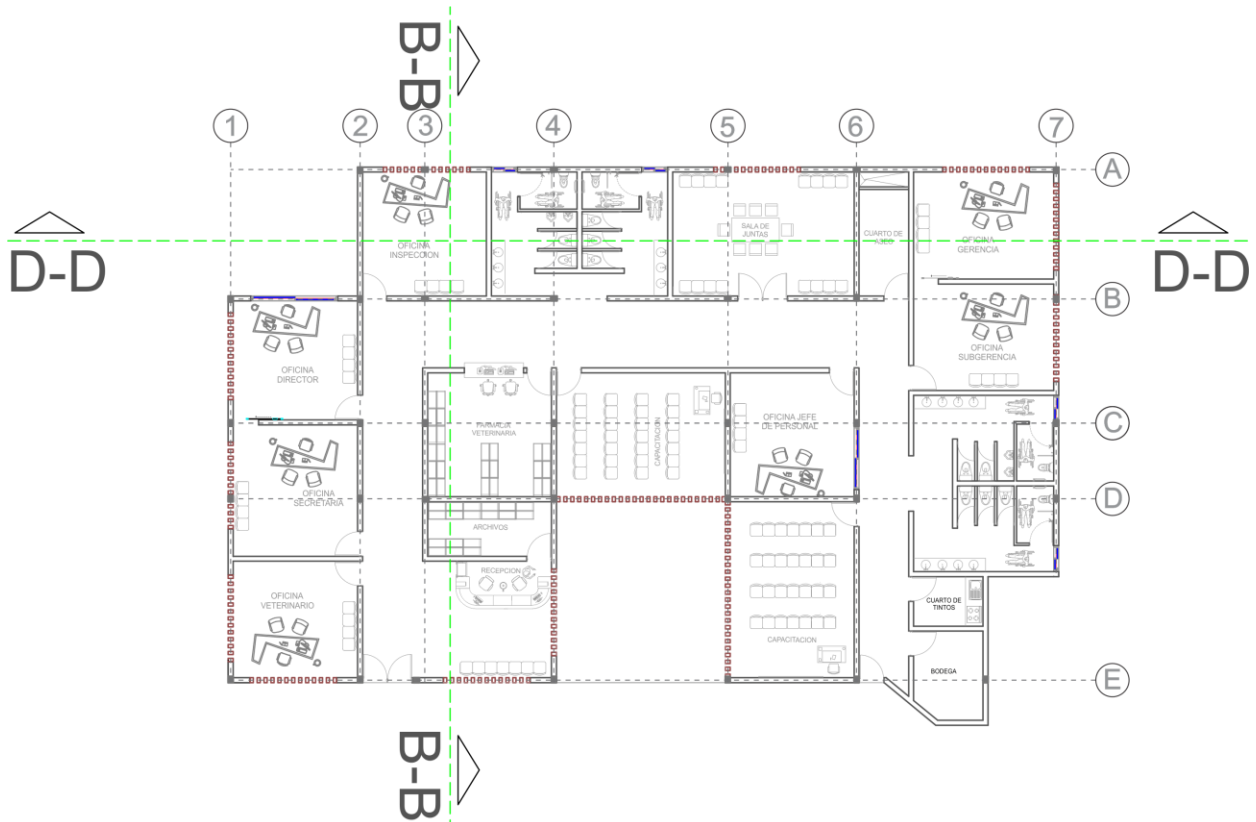 B-B
1
2
3
4
5
6
7
A
D-D
D-D
OFICINA
INSPECCION
SALA DE
JUNTAS
CUARTO DE
ASEO
OFICINA
GERENCIA
B
OFICINA
DIRECTOR
OFICINA
SUBGERENCIA
FARMACIA
VETERINARIA
CAPACITACION
OFICINA JEFE
DE PERSONAL
C
OFICINA
SECRETARIA
D
ARCHIVOS
RECEPCION
OFICINA
VETERINARIO
CUARTO DE
TINTOS
CAPACITACION
BODEGA
E
B-B